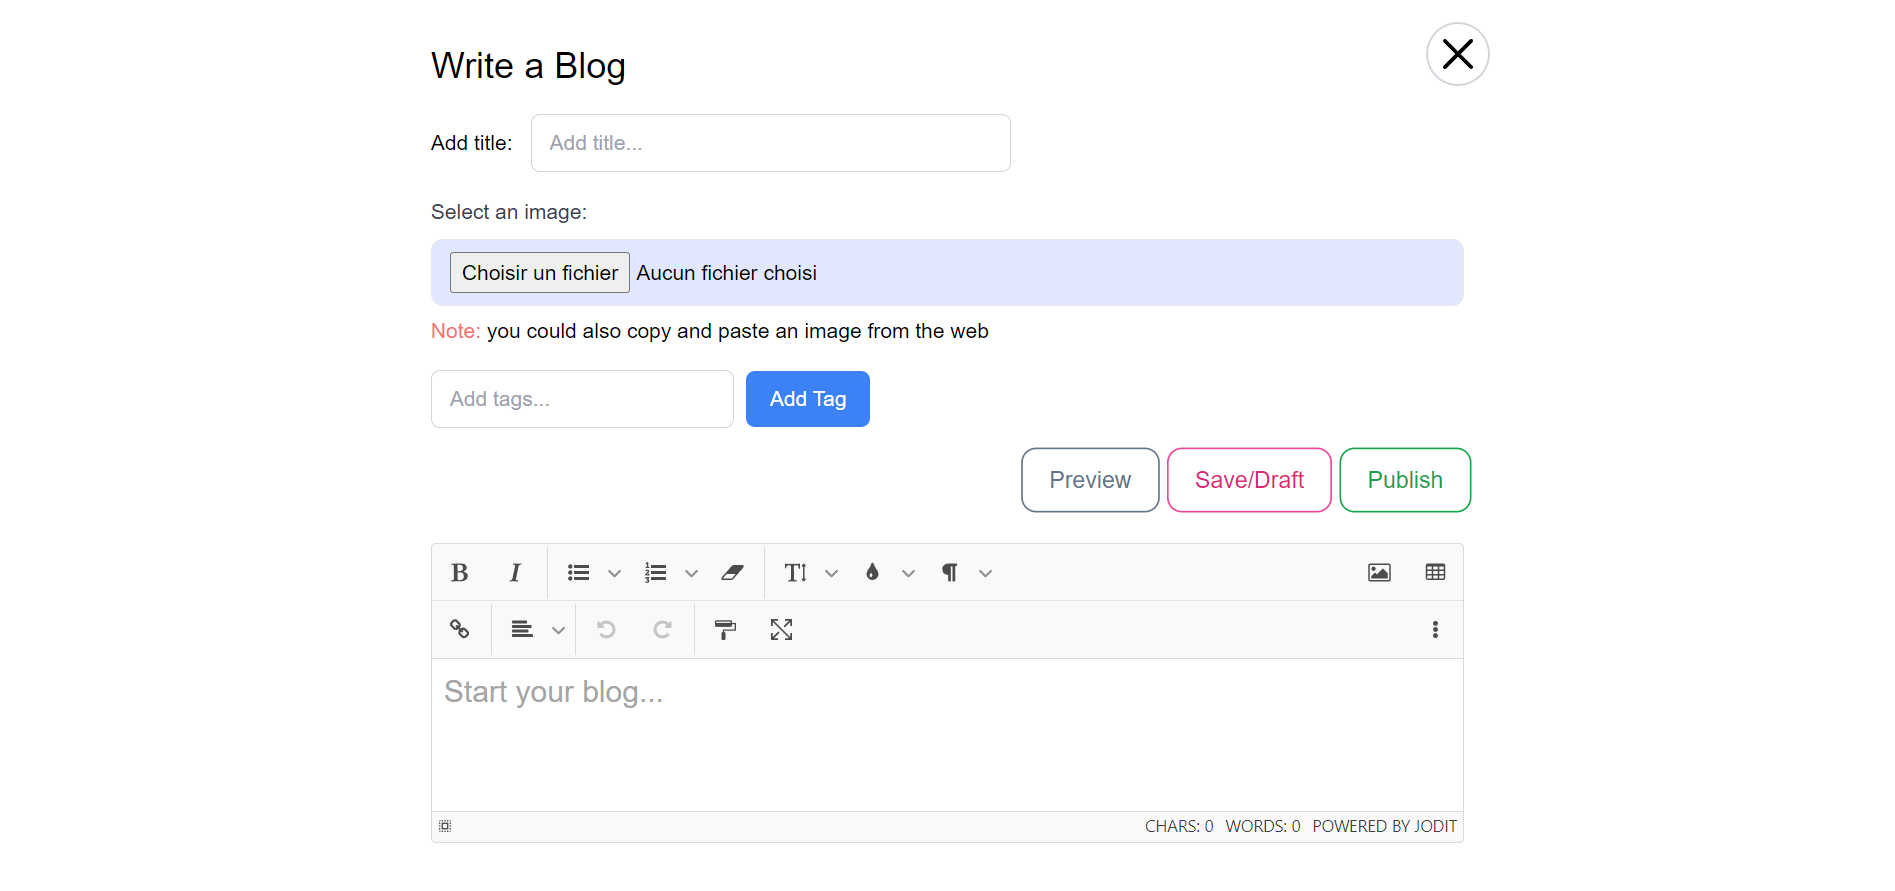 Write a Blog
Add title: Add title...
Select an image:
Choisir un fichier Aucun fichier choisi
Note: you could also copy and paste an image from the web
Add tags... Add Tag
Preview Save/Draft Publish
Start your blog...
CHARS: 0 WORDS: 0 POWERED BY JODIT